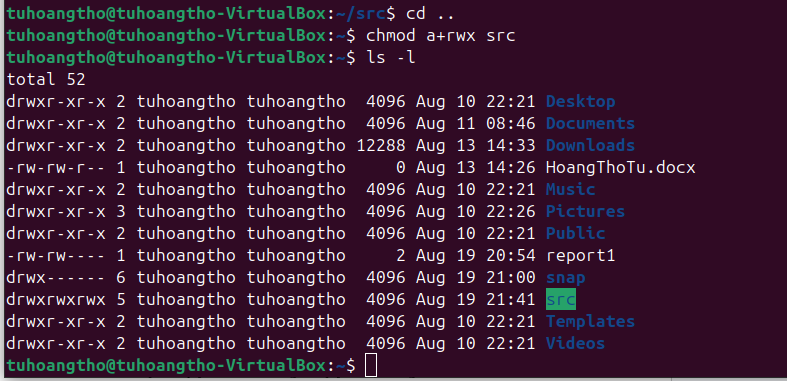 tuhoangtho@tuhoangtho-VirtualBox:~/src$ cd ..
tuhoangtho@tuhoangtho-VirtualBox:~$ chmod a+rwx src
tuhoangtho@tuhoangtho-VirtualBox:~$ ls -l
total 52
drwxr-xr-x 2 tuhoangtho tuhoangtho  4096 Aug 10 22:21 Desktop
drwxr-xr-x 2 tuhoangtho tuhoangtho  4096 Aug 11 08:46 Documents
drwxr-xr-x 2 tuhoangtho tuhoangtho 12288 Aug 13 14:33 Downloads
-rw-rw-r-- 1 tuhoangtho tuhoangtho     0 Aug 13 14:26 HoangThoTu.docx
drwxr-xr-x 2 tuhoangtho tuhoangtho  4096 Aug 10 22:21 Music
drwxr-xr-x 3 tuhoangtho tuhoangtho  4096 Aug 10 22:26 Pictures
drwxr-xr-x 2 tuhoangtho tuhoangtho  4096 Aug 10 22:21 Public
-rw-rw---- 1 tuhoangtho tuhoangtho     2 Aug 19 20:54 report1
drwx------ 6 tuhoangtho tuhoangtho  4096 Aug 19 21:00 snap
drwxrwxrwx 5 tuhoangtho tuhoangtho  4096 Aug 19 21:41 src
drwxr-xr-x 2 tuhoangtho tuhoangtho  4096 Aug 10 22:21 Templates
drwxr-xr-x 2 tuhoangtho tuhoangtho  4096 Aug 10 22:21 Videos
tuhoangtho@tuhoangtho-VirtualBox:~$